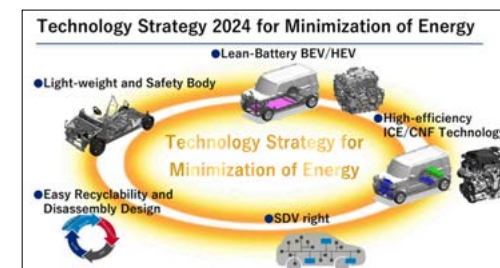 Technology Strategy 2024 for Minimization of Energy
●Lean-Battery BEV/HEV
●Light-weight and Safety Body
●High-efficiency
ICE/CNF Technology
Technology Strategy for
Minimization of Energy
●Easy Recyclability and
Disassembly Design
●SDV right